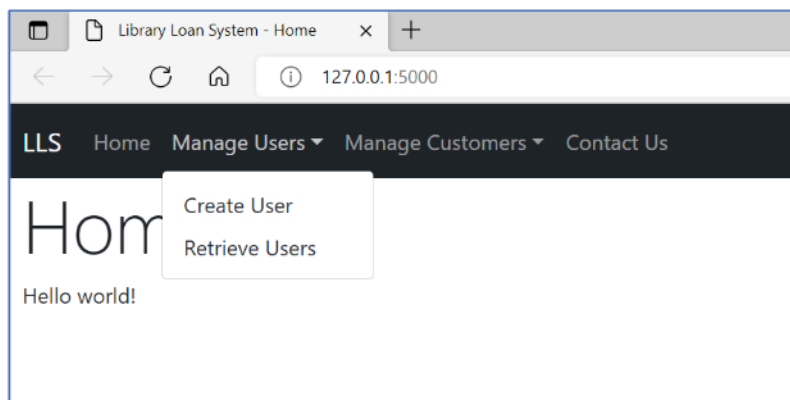 Library Loan System - Home
127.0.0.1:5000
LLS Home Manage Users Manage Customers Contact Us
Create User
Retrieve Users
Hom
Hello world!